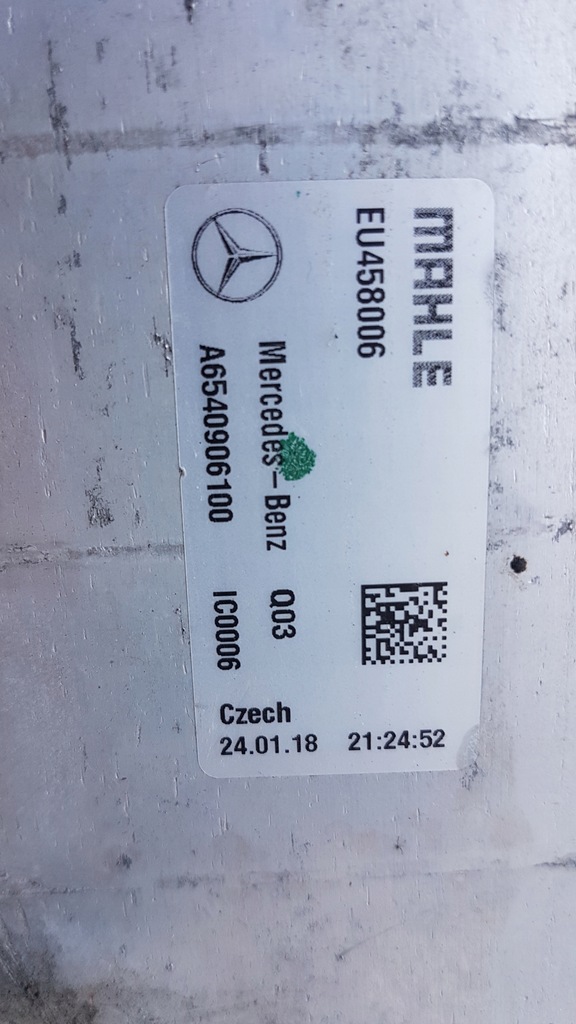 MAHLE
EU458006
Mercedes-Benz Q03
A6540906100 IC0006
Czech
24.01.18 21:24:52